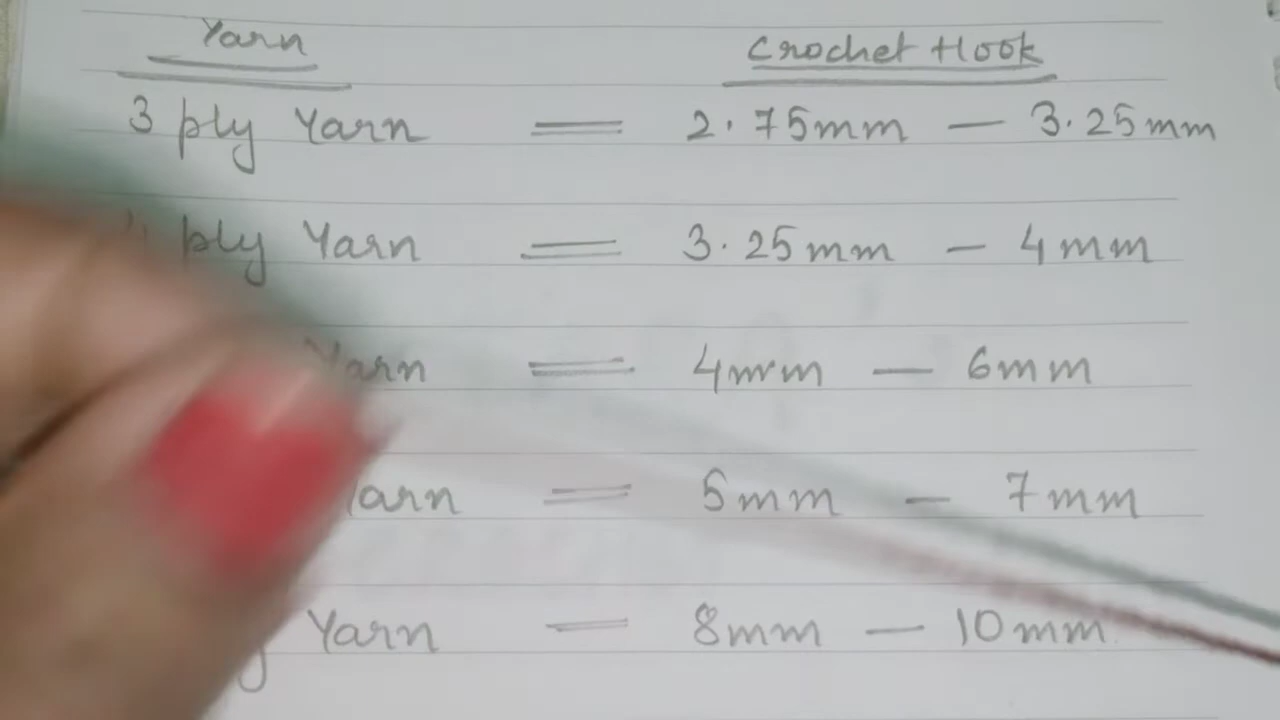 Yarn Crochet Hook
3 ply Yarn = 2.75mm - 3.25mm
ply Yarn = 3.25mm - 4mm
Yarn = 4mm - 6mm
Yarn = 5mm - 7mm
Yarn = 8mm - 10mm